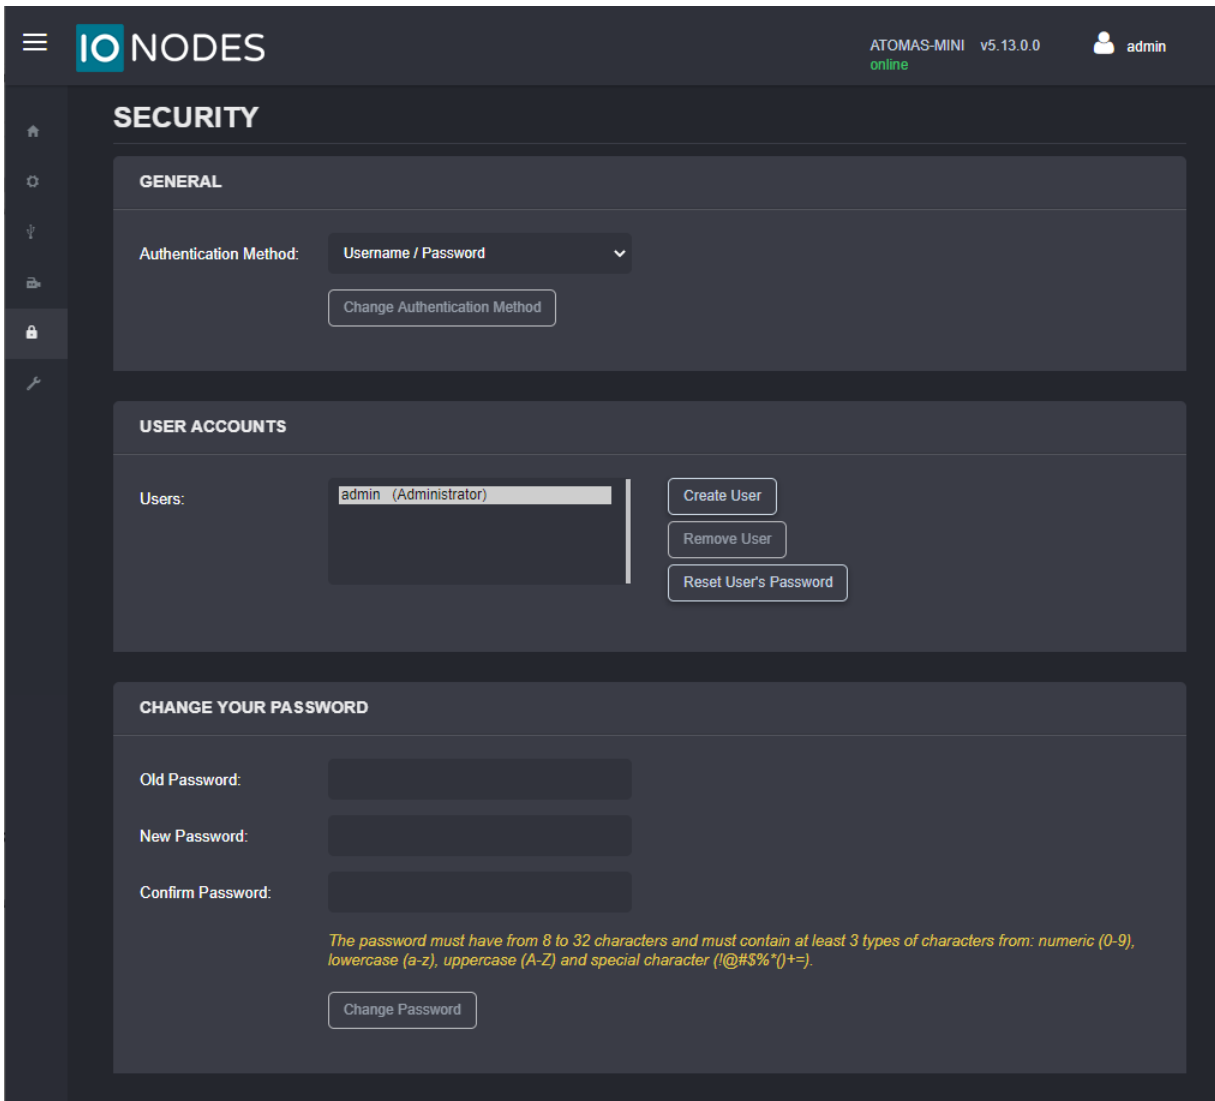 IO NODES
ATOMAS-MINI v5.13.0.0
online
admin
SECURITY
GENERAL
Authentication Method:
Username / Password
Change Authentication Method
USER ACCOUNTS
Users:
admin (Administrator)
Create User
Remove User
Reset User's Password
CHANGE YOUR PASSWORD
Old Password:
New Password:
Confirm Password:
The password must have from 8 to 32 characters and must contain at least 3 types of characters from: numeric (0-9),
lowercase (a-z), uppercase (A-Z) and special character (!@#$%*()+=).
Change Password